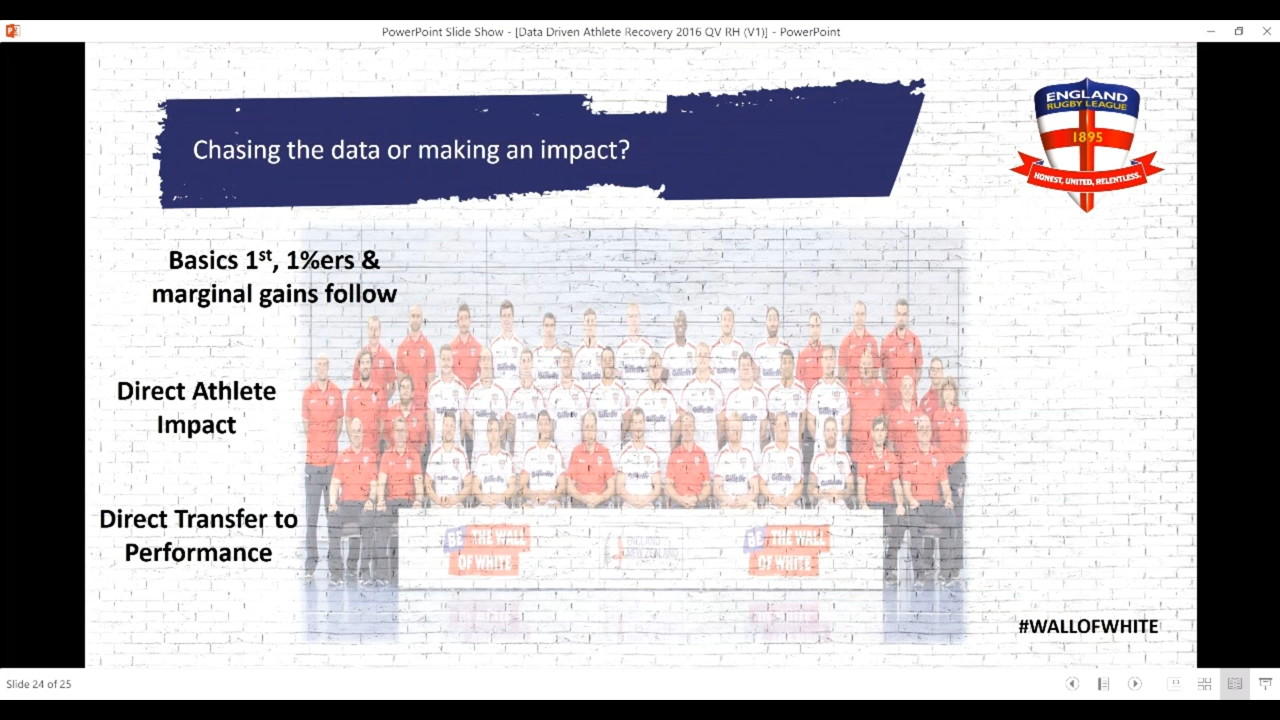 PowerPoint Slide Show - [Data Driven Athlete Recovery 2016 QV RH (V1)] - PowerPoint
Chasing the data or making an impact?
ENGLAND
RUGBY LEAGUE
1895
HONEST, UNITED, RELENTLESS.
Basics 1st, 1%ers &
marginal gains follow
Direct Athlete
Impact
Direct Transfer to
Performance
BE THE WALL
OF WHITE
BE THE WALL
OF WHITE
#WALLOFWHITE
Slide 24 of 25